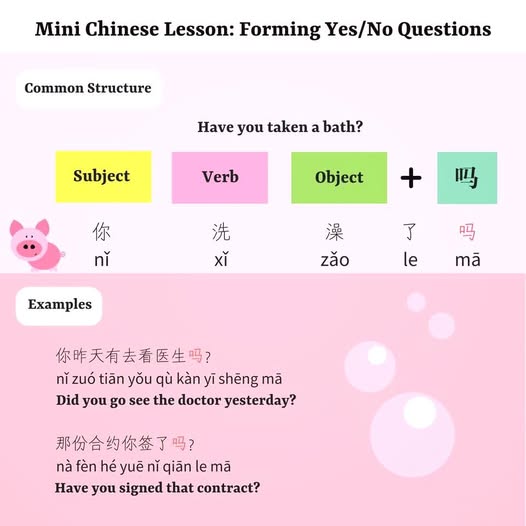 Mini Chinese Lesson: Forming Yes/No Questions
Common Structure
Have you taken a bath?
Subject Verb Object + 吗
你 洗 澡 了 吗
nǐ xǐ zǎo le mā
Examples
你昨天有去看医生吗?
nǐ zuó tiān yǒu qù kàn yī shēng mā
Did you go see the doctor yesterday?
那份合约你签了吗?
nà fèn hé yuē nǐ qiān le mā
Have you signed that contract?